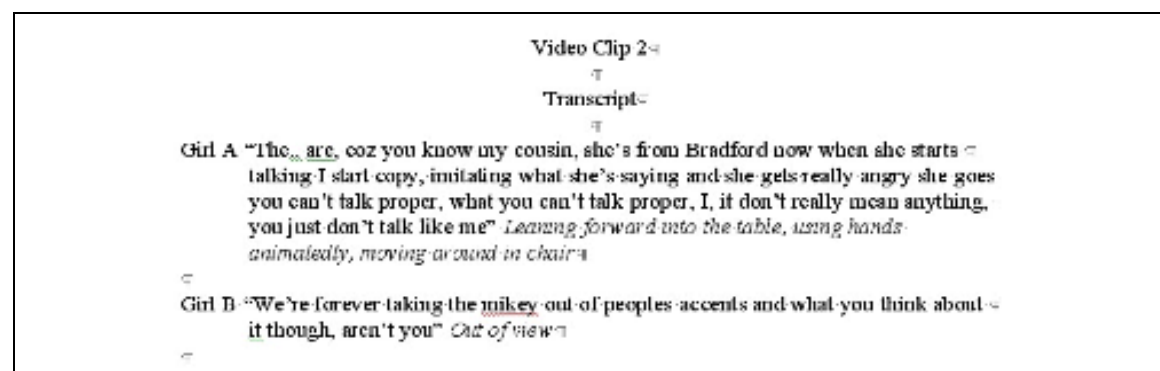 Video Clip 2
Transcript
Girl A "The,, are, coz you know my cousin, she's from Bradford now when she starts
talking I start copy, imitating what she's saying and she gets really angry she goes
you can't talk proper, what you can't talk proper, I, it don't really mean anything,
you just don't talk like me" Leaning forward into the table, using hands
animatedly, moving around in chair
Girl B "We're forever taking the mikey out of peoples accents and what you think about
it though, aren't you" Out of view